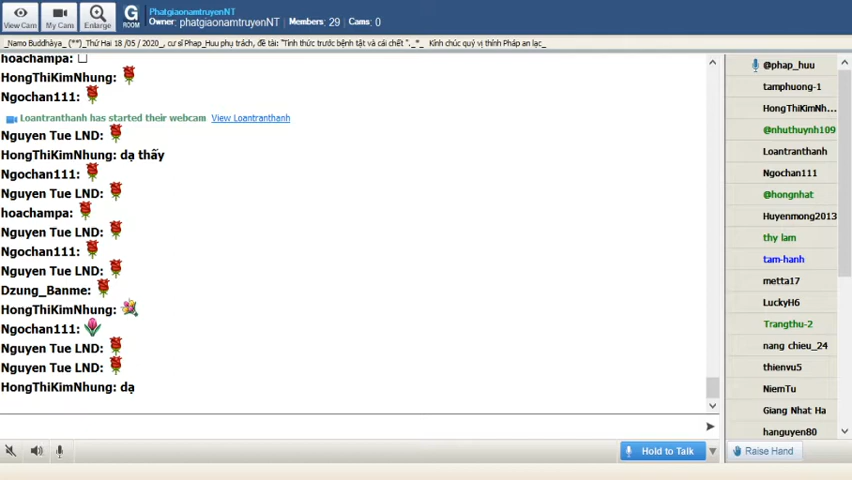 View Cam
My Cam
Enlarge
G ROOM
PhatgiaonamtruyenNT
Owner: phatgiaonamtruyenNT Members: 29 Cams: 0
_Namo Buddhàya_ (**)_Thứ Hai 18 /05 / 2020_, cư sĩ Phap_Huu phụ trách, đề tài: "Tỉnh thức trước bệnh tật và cái chết "._*_ Kính chúc quý vị thính Pháp an lạc_
hoachampa:
HongThiKimNhung:
Ngochan111:
Loantranthanh has started their webcam View Loantranthanh
Nguyen Tue LND:
HongThiKimNhung: dạ thấy
Ngochan111:
Nguyen Tue LND:
hoachampa:
Nguyen Tue LND:
Ngochan111:
Nguyen Tue LND:
Dzung_Banme:
HongThiKimNhung:
Ngochan111:
Nguyen Tue LND:
Nguyen Tue LND:
HongThiKimNhung: dạ
@phap_huu
tamphuong-1
HongThiKimNh...
@nhuthuynh109
Loantranthanh
Ngochan111
@hongnhat
Huyenmong2013
thy lam
tam-hanh
metta17
LuckyH6
Trangthu-2
nang chieu_24
thienvu5
NiemTu
Giang Nhat Ha
hanguyen80
Hold to Talk
Raise Hand